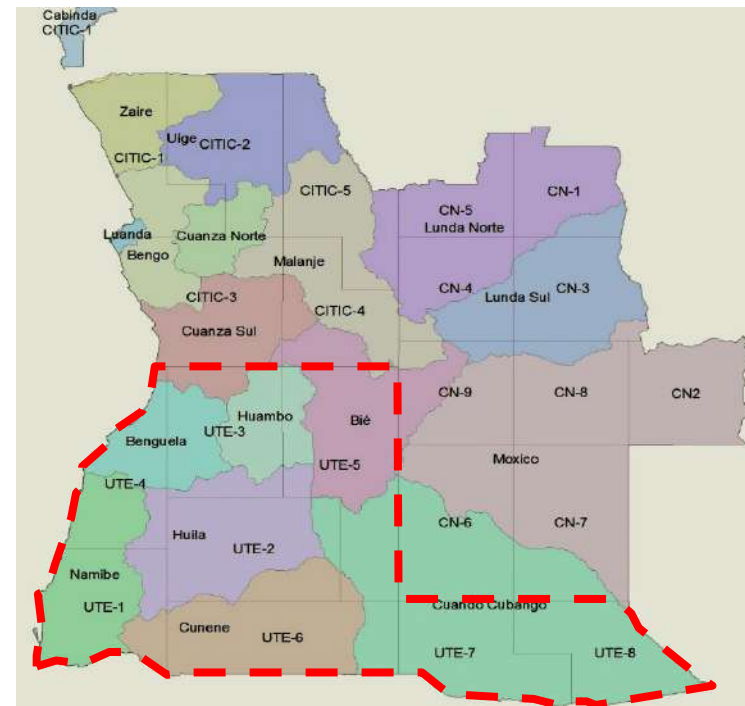 Cabinda
CITIC-1
Zaire
CITIC-1
Uige
CITIC-2
CITIC-5
CN-1
CN-5
Lunda Norte
Luanda
Bengo
Cuanza Norte
Malanje
CN-4
Lunda Sul
CN-3
CITIC-3
CITIC-4
Cuanza Sul
CN-9
CN-8
CN2
Huambo
Bié
Benguela
UTE-3
UTE-5
Moxico
UTE-4
CN-6
CN-7
Huila
UTE-2
Namibe
UTE-1
Cuando Cubango
Cunene
UTE-6
UTE-7
UTE-8